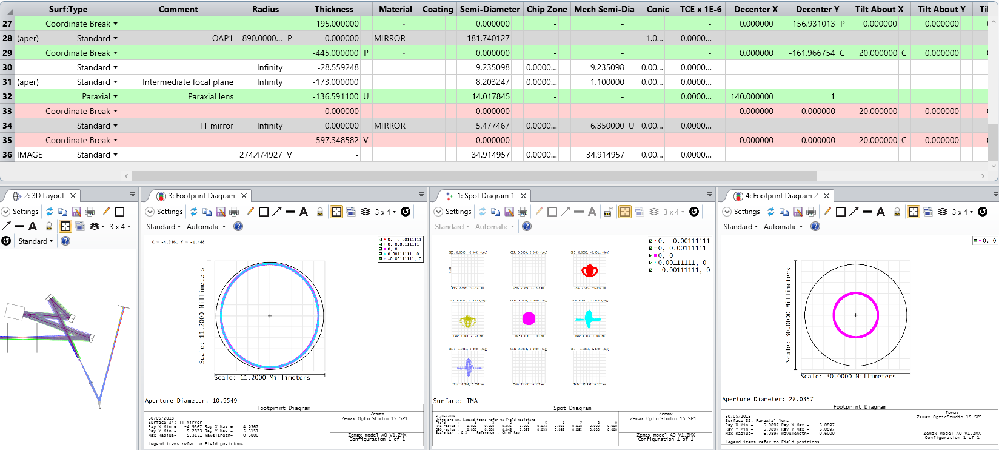 Surf:Type Comment Radius Thickness Material Coating Semi-Diameter Chip Zone Mech Semi-Dia Conic TCE x 1E-6 Decenter X Decenter Y Tilt About X Tilt About Y
27 Coordinate Break 195.000000 - 0.000000 - - - 0.000000 156.931013 P 0.000000 0.000000
28 (aper) Standard OAP1 -890.0000... P 0.000000 MIRROR 181.740127 - - -1.0... 0.0000...
29 Coordinate Break -445.000000 P - 0.000000 - - - 0.000000 -161.966754 C 20.000000 C 0.000000
30 Standard Infinity -28.559248 9.235098 0.0000... 9.235098 0.00... 0.0000...
31 (aper) Standard Intermediate focal plane Infinity -173.000000 8.203247 0.0000... 1.100000 0.00... 0.0000...
32 Paraxial Paraxial lens -136.591100 U 14.017845 - - 0.0000... 140.000000 1
33 Coordinate Break 0.000000 - 0.000000 - - - 0.000000 0.000000 20.000000 0.000000
34 Standard TT mirror Infinity 0.000000 MIRROR 5.477467 0.0000... 6.350000 U 0.00... 0.0000...
35 Coordinate Break 597.348582 V - 0.000000 - - - 0.000000 0.000000 20.000000 C 0.000000
36 IMAGE Standard 274.474927 V - 34.914957 0.0000... 34.914957 0.00... 0.0000...
2: 3D Layout
Settings
3 x 4
Standard
3: Footprint Diagram
Settings
3 x 4
Standard Automatic
X = -4.336, Y = -1.448
0, -0.00111111
0, 0.00111111
0, 0
0.00111111, 0
-0.00111111, 0
Scale: 11.2000 Millimeters
Scale: 11.2000 Millimeters
Aperture Diameter: 10.9549
Footprint Diagram
30/05/2018
Surface 34: TT mirror
Ray X Min = -4.9567 Ray X Max = 4.9567
Ray Y Min = -5.2823 Ray Y Max = 5.3151
Max Radius= 5.3151 Wavelength= 0.6000
Legend items refer to Field positions
Zemax
Zemax OpticStudio 15 SP1
Zemax_model_AO_V1.ZMX
Configuration 1 of 1
1: Spot Diagram 1
Settings
3 x 4
Standard Automatic
0, -0.00111111
0, 0.00111111
0, 0
0.00111111, 0
-0.00111111, 0
Surface: IMA
Spot Diagram
30/05/2018
Units are µm. Legend items refer to Field positions
Zemax
Zemax OpticStudio 15 SP1
Zemax_model_AO_V1.ZMX
Configuration 1 of 1
4: Footprint Diagram 2
Settings
3 x 4
Standard Automatic
0, 0
Scale: 30.0000 Millimeters
Scale: 30.0000 Millimeters
Aperture Diameter: 28.0357
Footprint Diagram
30/05/2018
Surface 32: Paraxial lens
Ray X Min = -6.0897 Ray X Max = 6.0897
Ray Y Min = -6.0897 Ray Y Max = 6.0897
Max Radius= 6.0897 Wavelength= 0.6000
Legend items refer to Field positions
Zemax
Zemax OpticStudio 15 SP1
Zemax_model_AO_V1.ZMX
Configuration 1 of 1